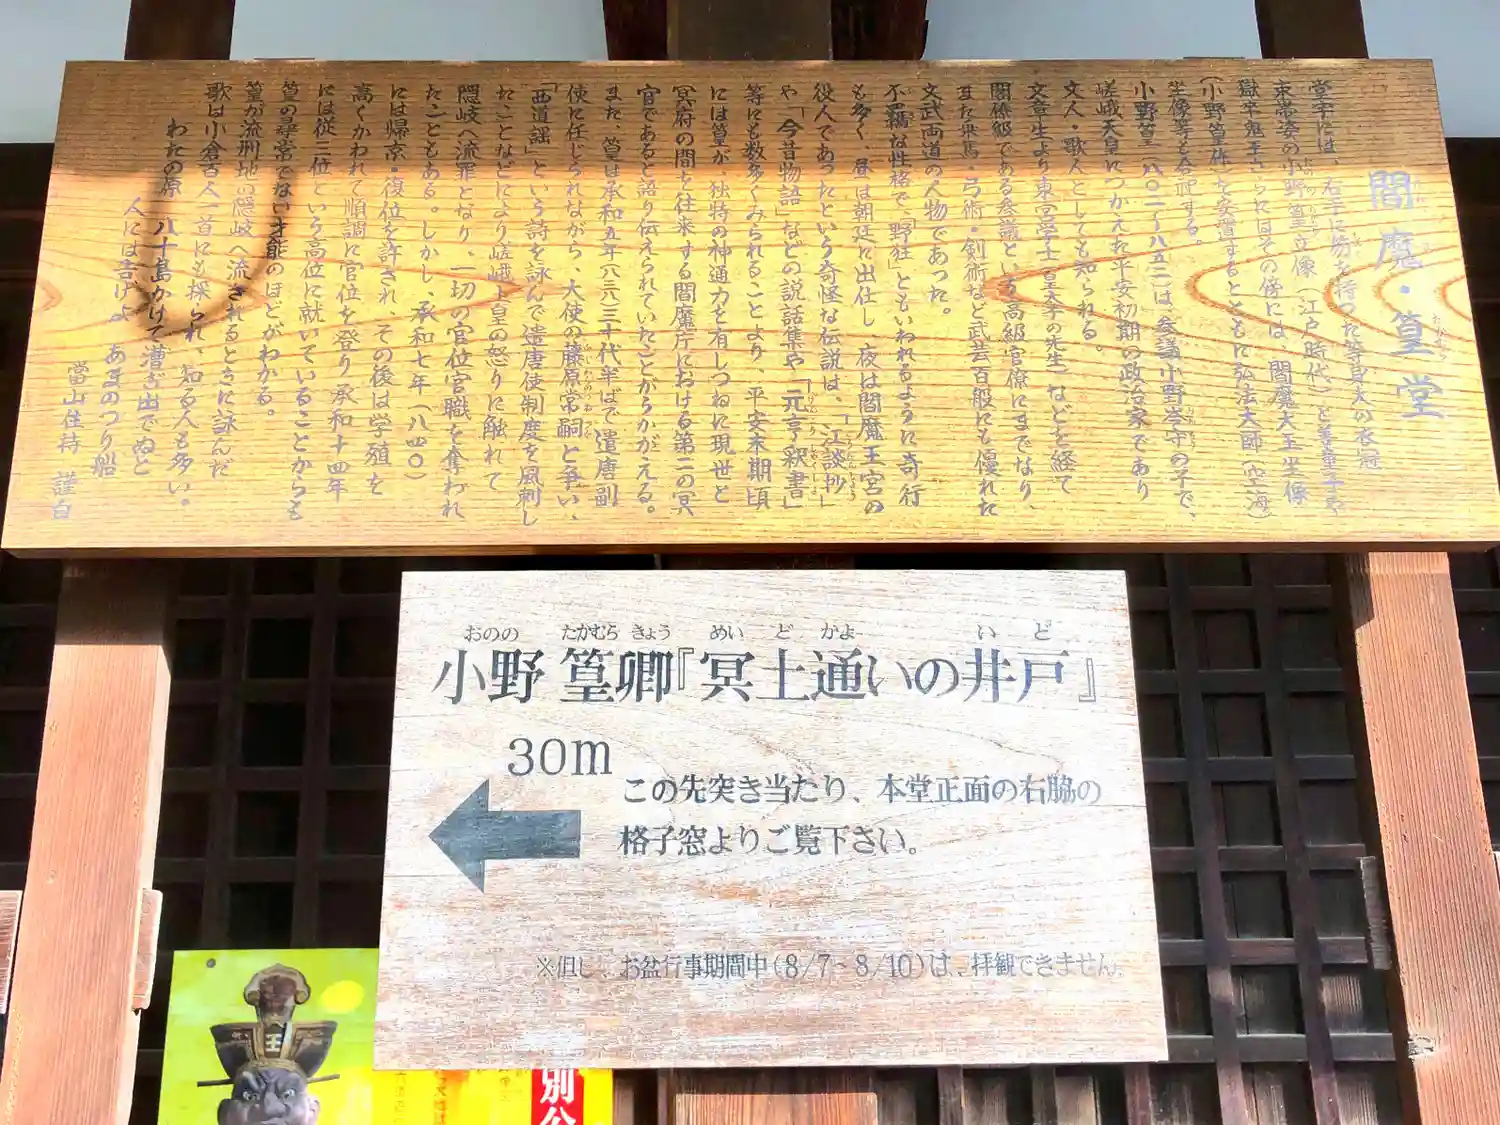 閻魔・篁堂
堂宇には、右手に笏を持った等身大の衣冠
束帯姿の小野篁立像(江戸時代)と善童子や
獄卒鬼王さらにはその傍には、閻魔大王坐像
(小野篁作)を安置するとともに弘法大師(空海)
坐像等も合祀する。
小野篁(八〇二〜八五二)は、参議小野岑守の子で、
嵯峨天皇につかえた平安初期の政治家であり
文人・歌人としても知られる。
文章生より東宮学士(皇太子の先生)などを経て
閣僚級である参議という高級官僚にまでなり、
また乗馬・弓術・剣術など武芸百般にも優れた
文武両道の人物であった。
不羈な性格で、「野狂」ともいわれるように奇行
も多く、昼は朝廷に出仕し、夜は閻魔王宮の
役人であったという奇怪な伝説は、「江談抄」
や「今昔物語」などの説話集や「元亨釈書」
等にも数多くみられることより、平安末期頃
には篁が、独特の神通力を有しつねに現世と
冥府の間を往来する閻魔庁における第二の冥
官であると語り伝えられていたことがうかがえる。
また、篁は承和五年(八三八)三十代半ばで遣唐副
使に任じられながら、大使の藤原常嗣と争い、
「西道謡」という詩を詠んで遣唐使制度を風刺し
たことなどにより嵯峨上皇の怒りに触れて
隠岐へ流罪となり、一切の官位官職を奪われ
たこともある。しかし、承和七年(八四〇)
には帰京・復位を許され、その後は学殖を
高くかわれて順調に官位を登り、承和十四年
には従三位という高位に就いていることからも
篁の尋常でない才能のほどがわかる。
篁が流刑地の隠岐へ流されるときに詠んだ
歌は小倉百人一首にも採られ、知る人も多い。
わたの原 八十島かけて漕ぎ出でぬと
人には告げよ あまのつり船
當山住持 謹白
おのの たかむら きょう めい ど かよ い ど
小野 篁卿『冥土通いの井戸』
30m
この先突き当たり、本堂正面の右脇の
格子窓よりご覧下さい。
※但し、お盆行事期間中(8/7~8/10)は、拝観できません。
王
別公